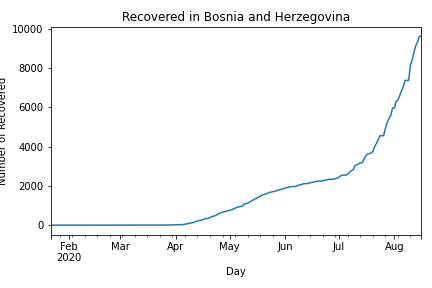 Recovered in Bosnia and Herzegovina
Number of Recovered
10000
8000
6000
4000
2000
0
Feb
2020
Mar
Apr
May
Jun
Jul
Aug
Day